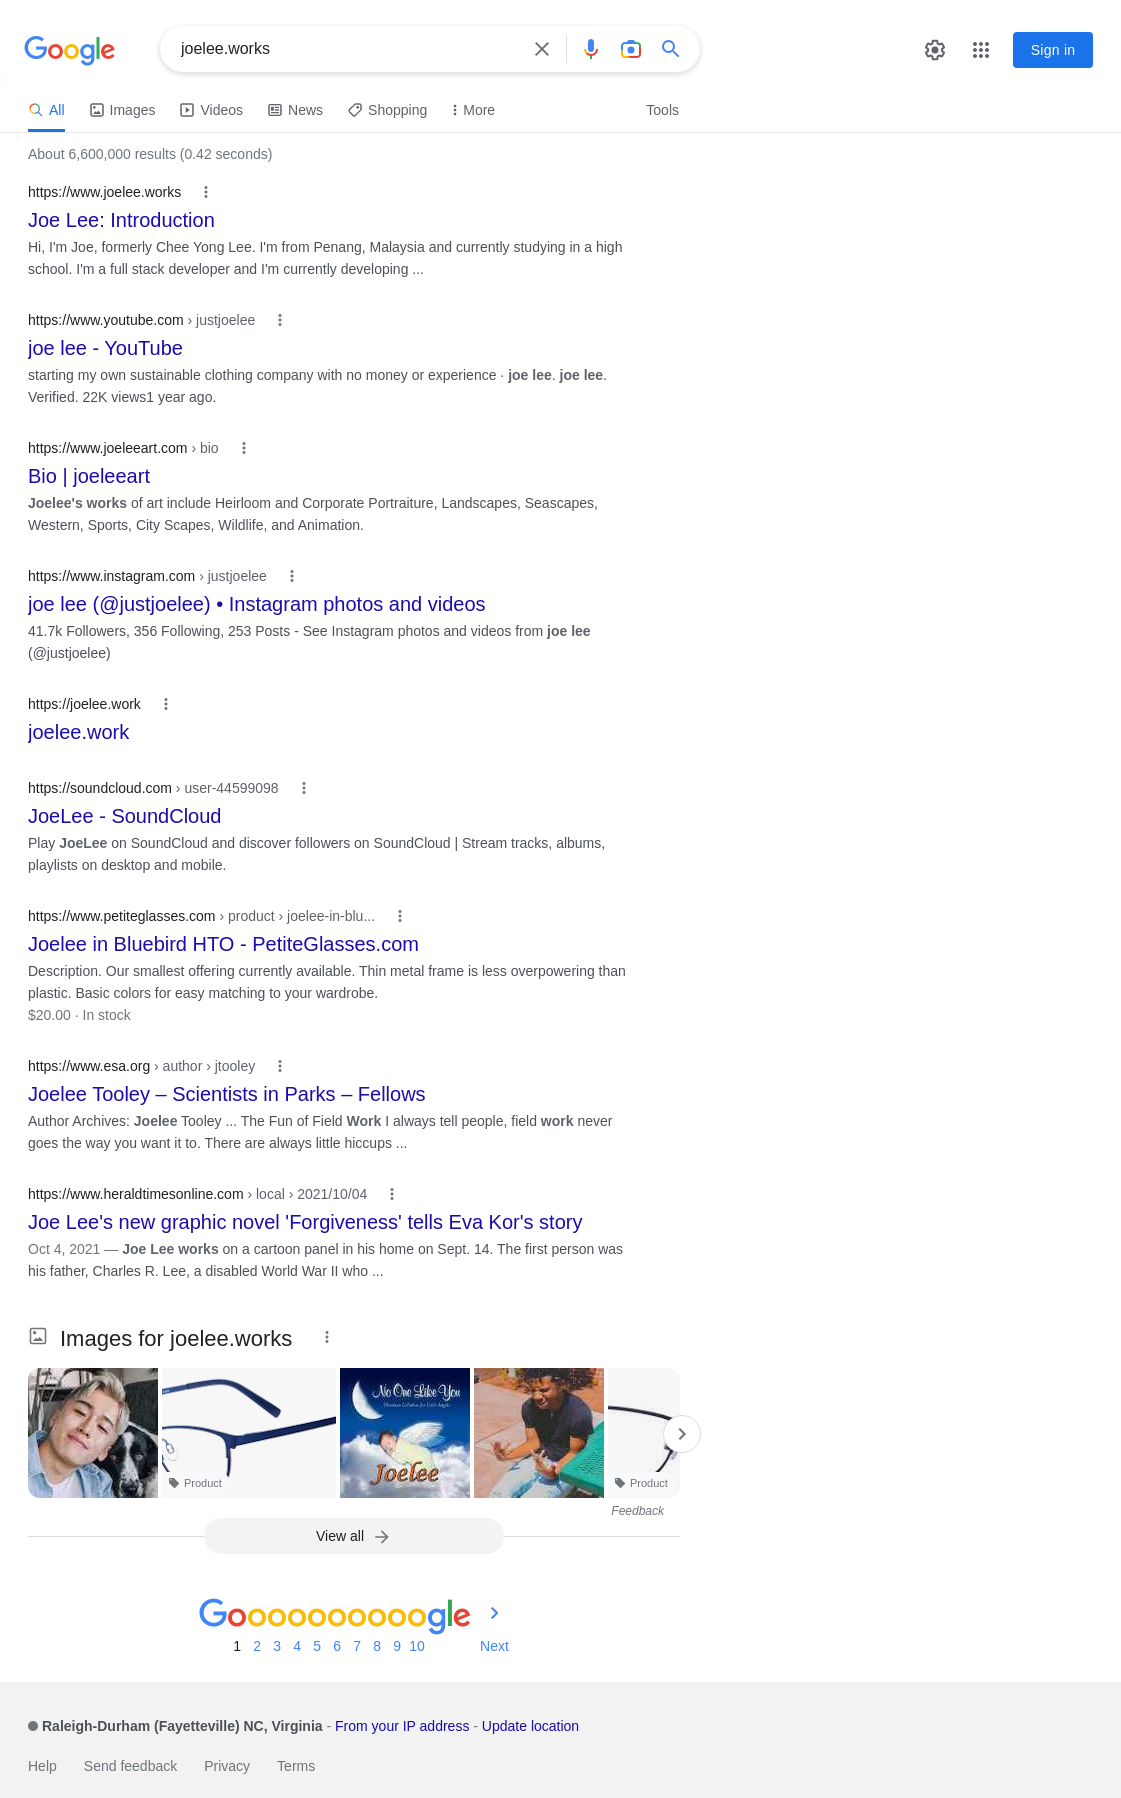 Google
joelee.works
Sign in
All
Images
Videos
News
Shopping
More
Tools
About 6,600,000 results (0.42 seconds)
https://www.joelee.works
Joe Lee: Introduction
Hi, I'm Joe, formerly Chee Yong Lee. I'm from Penang, Malaysia and currently studying in a high
school. I'm a full stack developer and I'm currently developing ...
https://www.youtube.com › justjoelee
joe lee - YouTube
starting my own sustainable clothing company with no money or experience · joe lee. joe lee.
Verified. 22K views1 year ago.
https://www.joeleeart.com › bio
Bio | joeleeart
Joelee's works of art include Heirloom and Corporate Portraiture, Landscapes, Seascapes,
Western, Sports, City Scapes, Wildlife, and Animation.
https://www.instagram.com › justjoelee
joe lee (@justjoelee) • Instagram photos and videos
41.7k Followers, 356 Following, 253 Posts - See Instagram photos and videos from joe lee
(@justjoelee)
https://joelee.work
joelee.work
https://soundcloud.com › user-44599098
JoeLee - SoundCloud
Play JoeLee on SoundCloud and discover followers on SoundCloud | Stream tracks, albums,
playlists on desktop and mobile.
https://www.petiteglasses.com › product › joelee-in-blu...
Joelee in Bluebird HTO - PetiteGlasses.com
Description. Our smallest offering currently available. Thin metal frame is less overpowering than
plastic. Basic colors for easy matching to your wardrobe.
$20.00 · In stock
https://www.esa.org › author › jtooley
Joelee Tooley – Scientists in Parks – Fellows
Author Archives: Joelee Tooley ... The Fun of Field Work I always tell people, field work never
goes the way you want it to. There are always little hiccups ...
https://www.heraldtimesonline.com › local › 2021/10/04
Joe Lee's new graphic novel 'Forgiveness' tells Eva Kor's story
Oct 4, 2021 — Joe Lee works on a cartoon panel in his home on Sept. 14. The first person was
his father, Charles R. Lee, a disabled World War II who ...
Images for joelee.works
No One Like You
Christian Lullabies for Little Angels
Joelee
Product
Product
Feedback
View all
Goooooooooogle
1 2 3 4 5 6 7 8 9 10 Next
Raleigh-Durham (Fayetteville) NC, Virginia - From your IP address - Update location
Help Send feedback Privacy Terms